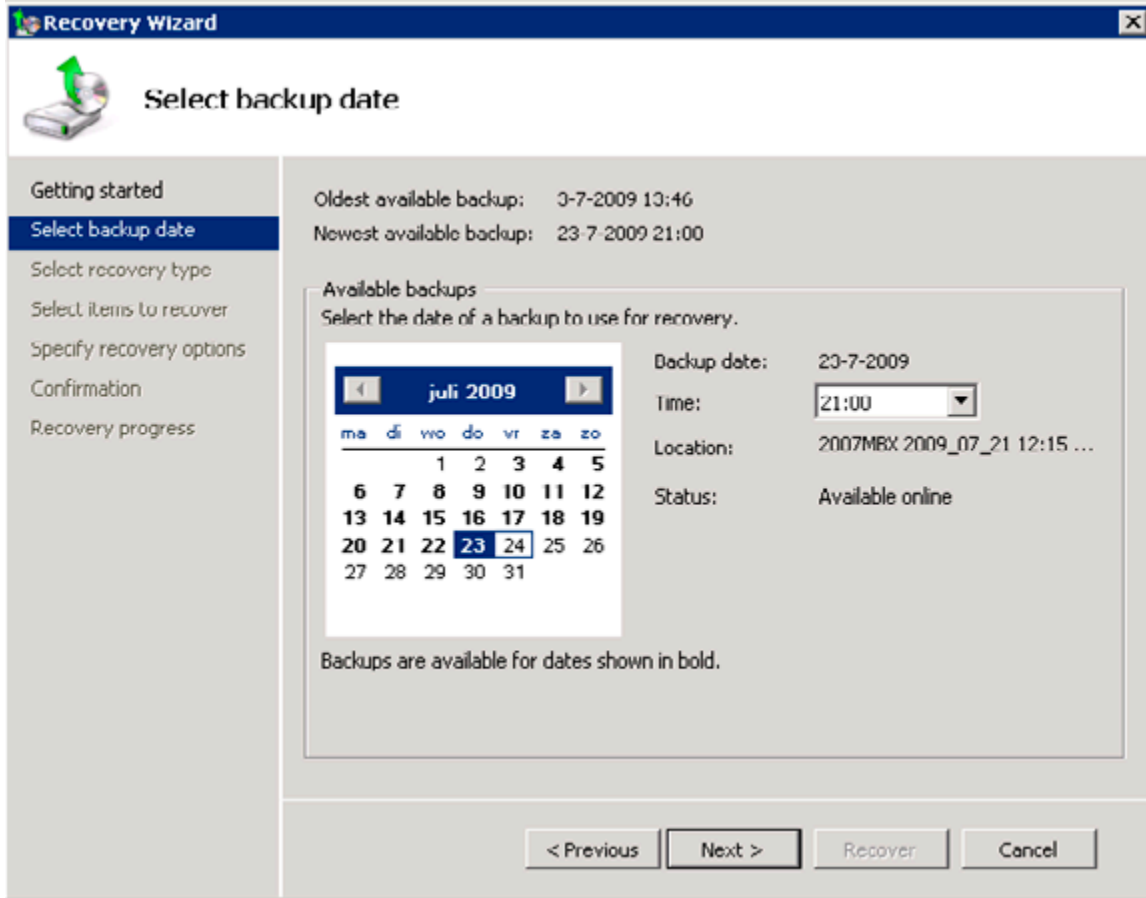 Recovery Wizard
Select backup date
Getting started
Select backup date
Select recovery type
Select items to recover
Specify recovery options
Confirmation
Recovery progress
Oldest available backup: 3-7-2009 13:46
Newest available backup: 23-7-2009 21:00
Available backups
Select the date of a backup to use for recovery.
juli 2009
ma di wo do vr za zo
1 2 3 4 5
6 7 8 9 10 11 12
13 14 15 16 17 18 19
20 21 22 23 24 25 26
27 28 29 30 31
Backup date: 23-7-2009
Time: 21:00
Location: 2007MBX 2009_07_21 12:15 ...
Status: Available online
Backups are available for dates shown in bold.
< Previous Next > Recover Cancel